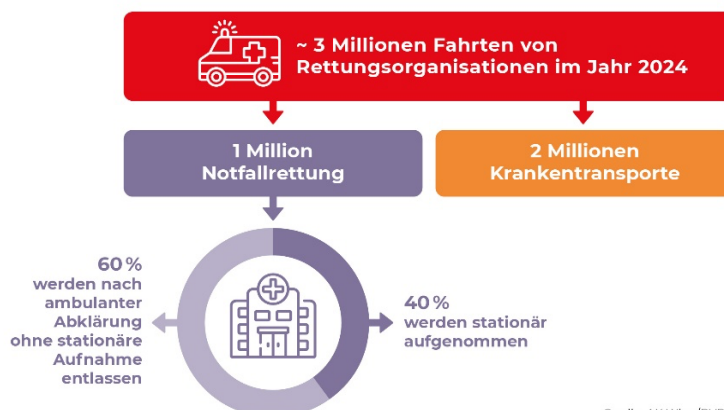 ~ 3 Millionen Fahrten von
Rettungsorganisationen im Jahr 2024
1 Million
Notfallrettung
2 Millionen
Krankentransporte
60 %
werden nach
ambulanter
Abklärung
ohne stationäre
Aufnahme
entlassen
40 %
werden stationär
aufgenommen